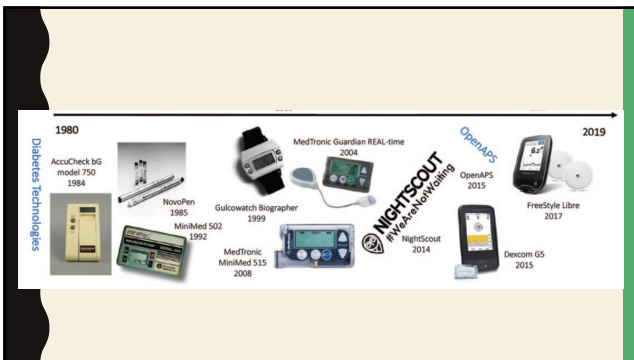 1980
2019
Diabetes Technologies
AccuCheck bG
model 750
1984
NovoPen
1985
MiniMed 502
1992
Gulcowatch Biographer
1999
MedTronic
MiniMed 515
2008
MedTronic Guardian REAL-time
2004
NIGHTSCOUT
#WeAreNotWaiting
NightScout
2014
OpenAPS
OpenAPS
2015
Dexcom G5
2015
FreeStyle Libre
2017